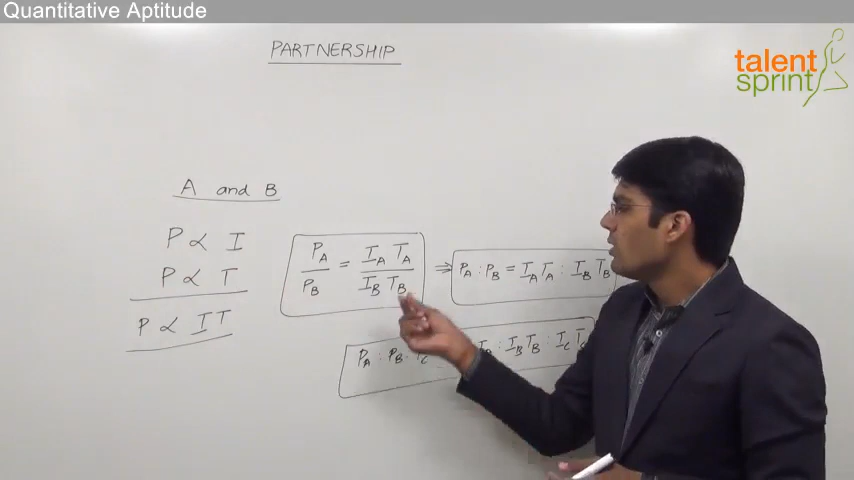 Quantitative Aptitude
PARTNERSHIP
talent
sprint
A and B
P ∝ I
P ∝ T
P ∝ IT
P_A / P_B = I_A T_A / I_B T_B ⇒ P_A : P_B = I_A T_A : I_B T_B
P_A : P_B : : I_B T_B : I_C